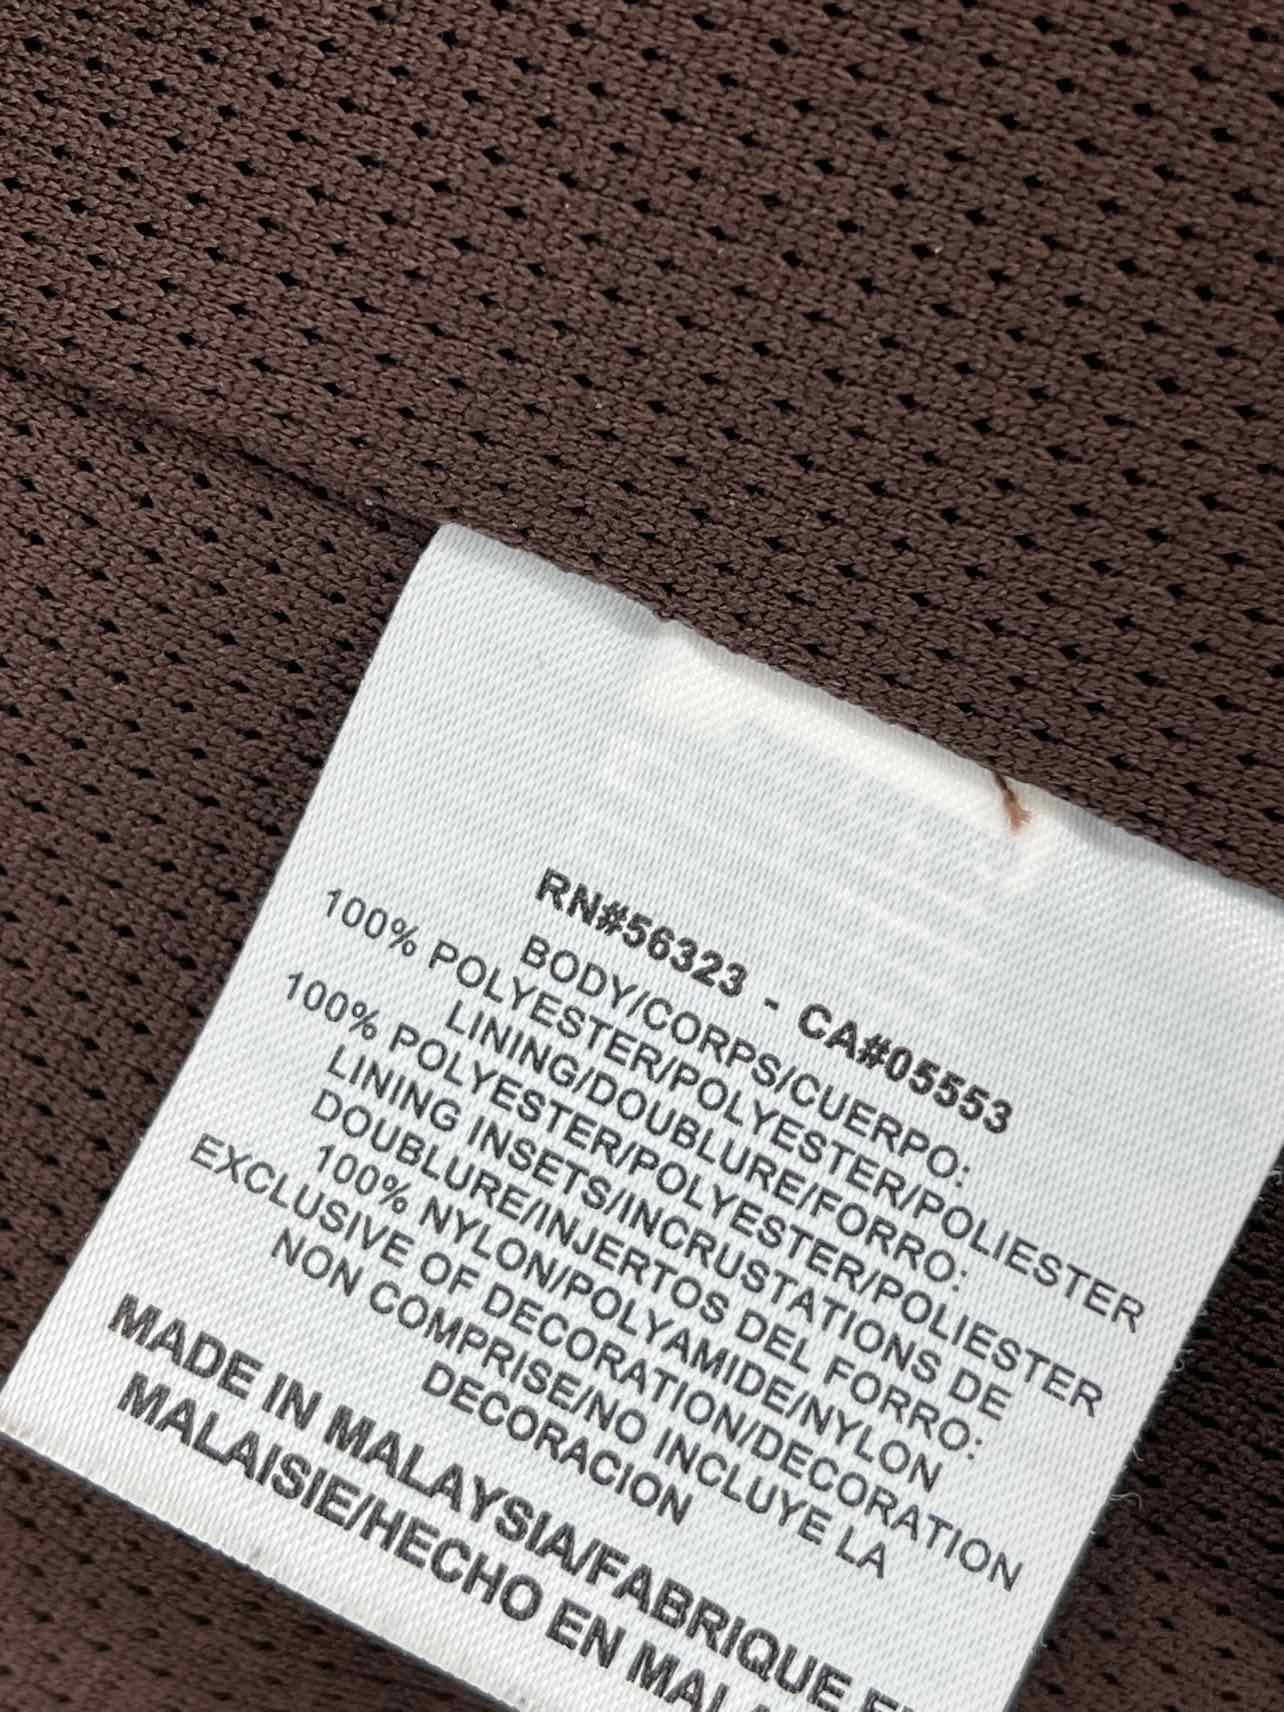 RN#56323 - CA#05553
BODY/CORPS/CUERPO:
100% POLYESTER/POLYESTER/POLIESTER
LINING/DOUBLURE/FORRO:
100% POLYESTER/POLYESTER/POLIESTER
LINING INSETS/INCRUSTATIONS DE
DOUBLURE/INJERTOS DEL FORRO:
100% NYLON/POLYAMIDE/NYLON
EXCLUSIVE OF DECORATION/DECORATION
NON COMPRISE/NO INCLUYE LA
DECORACION
MADE IN MALAYSIA/FABRIQUE
MALAISIE/HECHO EN